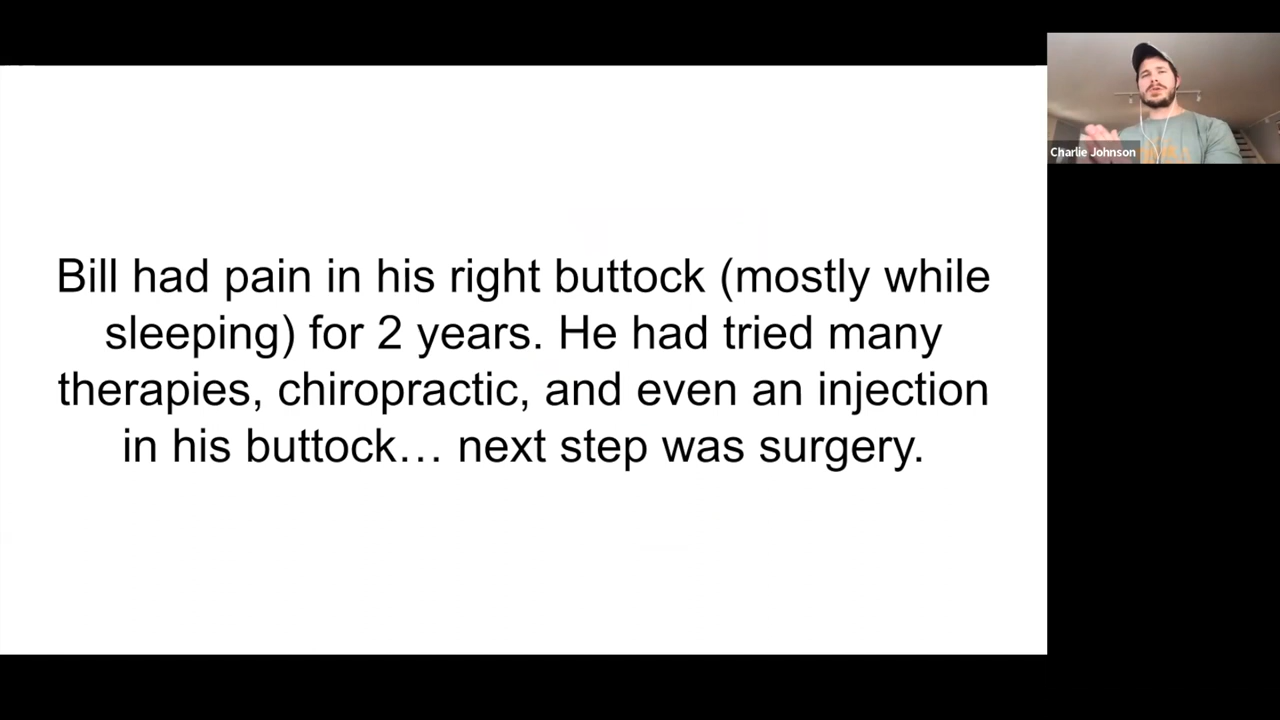 Bill had pain in his right buttock (mostly while
sleeping) for 2 years. He had tried many
therapies, chiropractic, and even an injection
in his buttock… next step was surgery.
Charlie Johnson